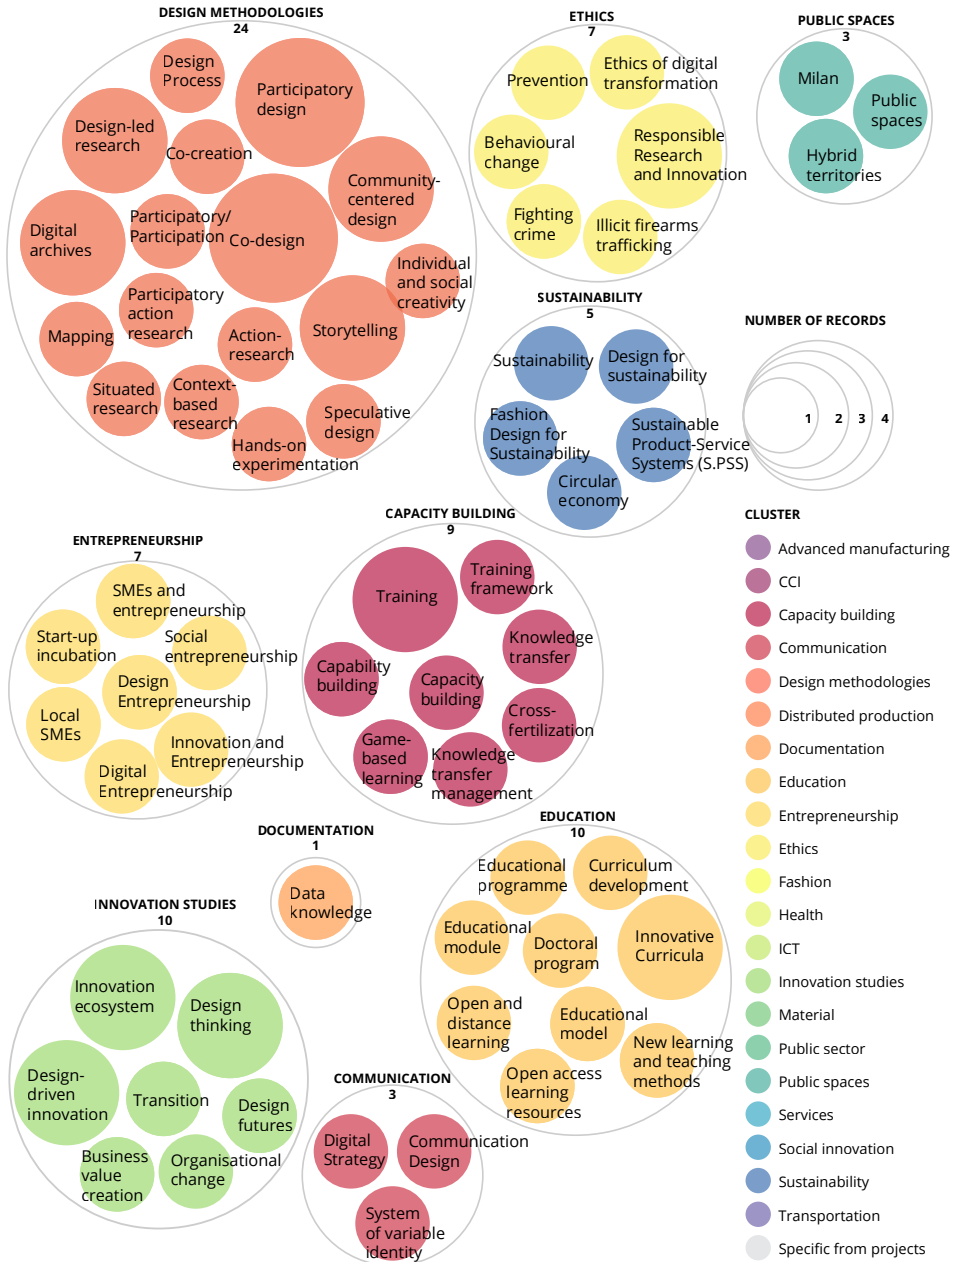 DESIGN METHODOLOGIES
24
Design
Process
Participatory
design
Design-led
research
Co-creation
Community-
centered
design
Digital
archives
Participatory/
Participation
Co-design
Individual
and social
creativity
Participatory
action
research
Mapping
Action-
research
Storytelling
Situated
research
Context-
based
research
Speculative
design
Hands-on
experimentation
ETHICS
7
Prevention
Ethics of digital
transformation
Behavioural
change
Responsible
Research
and Innovation
Fighting
crime
Illicit firearms
trafficking
PUBLIC SPACES
3
Milan
Public
spaces
Hybrid
territories
SUSTAINABILITY
5
Sustainability
Design for
sustainability
Fashion
Design for
Sustainability
Sustainable
Product-Service
Systems (S.PSS)
Circular
economy
NUMBER OF RECORDS
1
2
3
4
ENTREPRENEURSHIP
7
SMEs and
entrepreneurship
Start-up
incubation
Social
entrepreneurship
Design
Entrepreneurship
Local
SMEs
Innovation and
Entrepreneurship
Digital
Entrepreneurship
CAPACITY BUILDING
9
Training
Training
framework
Knowledge
transfer
Capability
building
Capacity
building
Cross-
fertilization
Game-
based
learning
Knowledge
transfer
management
DOCUMENTATION
1
Data
knowledge
EDUCATION
10
Educational
programme
Curriculum
development
Educational
module
Doctoral
program
Innovative
Curricula
Open and
distance
learning
Educational
model
New learning
and teaching
methods
Open access
learning
resources
INNOVATION STUDIES
10
Innovation
ecosystem
Design
thinking
Design-
driven
innovation
Transition
Design
futures
Business
value
creation
Organisational
change
COMMUNICATION
3
Digital
Strategy
Communication
Design
System
of variable
identity
CLUSTER
Advanced manufacturing
CCI
Capacity building
Communication
Design methodologies
Distributed production
Documentation
Education
Entrepreneurship
Ethics
Fashion
Health
ICT
Innovation studies
Material
Public sector
Public spaces
Services
Social innovation
Sustainability
Transportation
Specific from projects